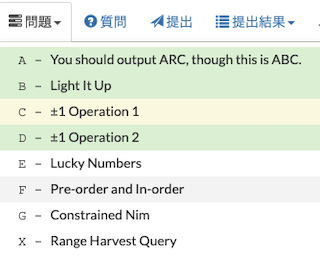 問題 質問 提出 提出結果
A - You should output ARC, though this is ABC.
B - Light It Up
C - ±1 Operation 1
D - ±1 Operation 2
E - Lucky Numbers
F - Pre-order and In-order
G - Constrained Nim
X - Range Harvest Query